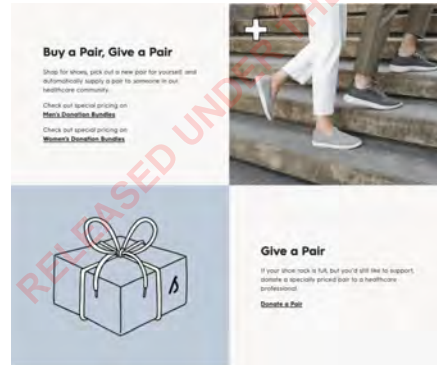 Buy a Pair, Give a Pair
Shop for shoes, pick out a new pair for yourself, and
automatically supply a pair to someone in our
healthcare community.
Check out special pricing on
Men's Donation Bundles
Check out special pricing on
Women's Donation Bundles
RELEASED UNDER THE
Give a Pair
If your shoe rack is full, but you'd still like to support,
donate a specially priced pair to a healthcare
professional.
Donate a Pair